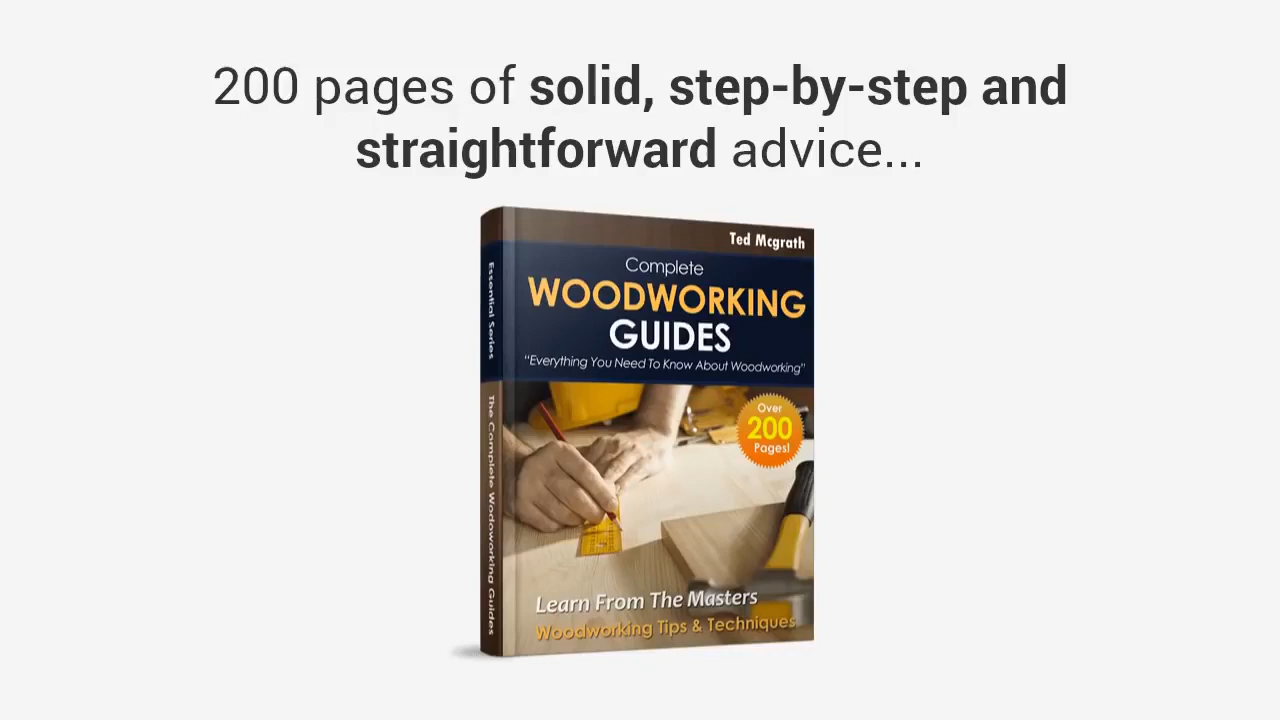 200 pages of solid, step-by-step and
straightforward advice...
Ted Mcgrath
Complete
WOODWORKING
GUIDES
"Everything You Need To Know About Woodworking"
Over
200
Pages!
Learn From The Masters
Woodworking Tips & Techniques
Essential Series
The Complete Wodoworking Guides